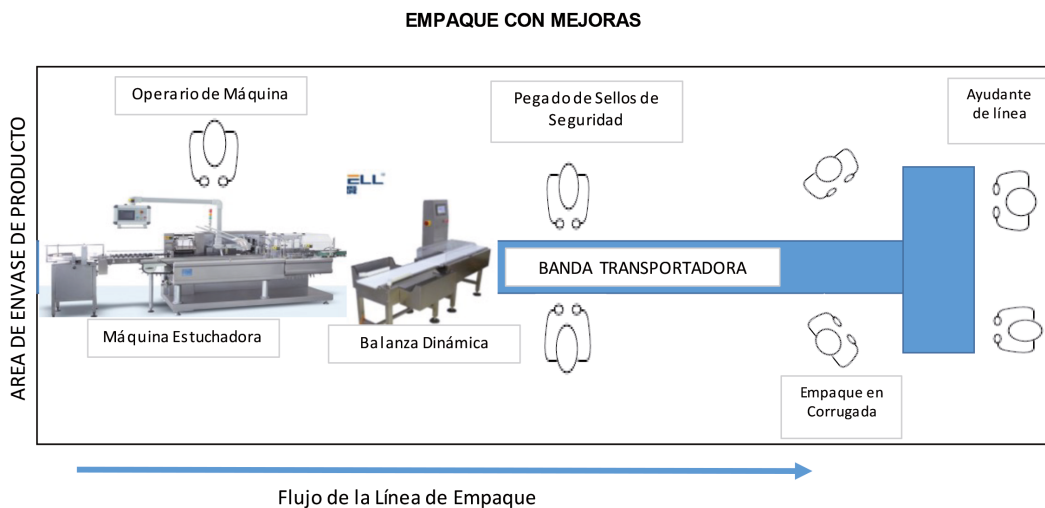 EMPAQUE CON MEJORAS
AREA DE ENVASE DE PRODUCTO
Operario de Máquina
Pegado de Sellos de
Seguridad
Ayudante
de línea
ELL
BANDA TRANSPORTADORA
Máquina Estuchadora
Balanza Dinámica
Empaque en
Corrugada
Flujo de la Línea de Empaque